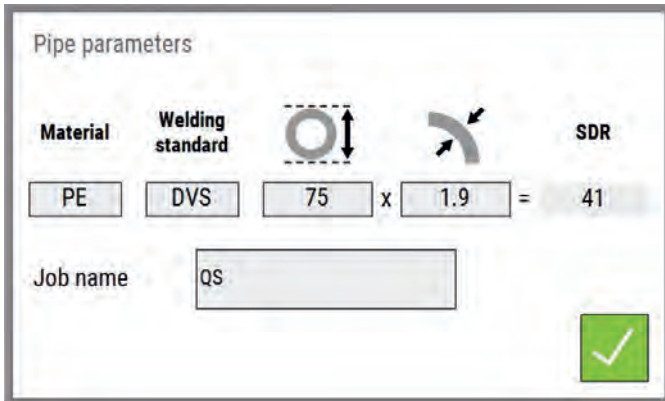 Pipe parameters
Material
Welding
standard
SDR
PE DVS 75 x 1.9 = 41
Job name QS